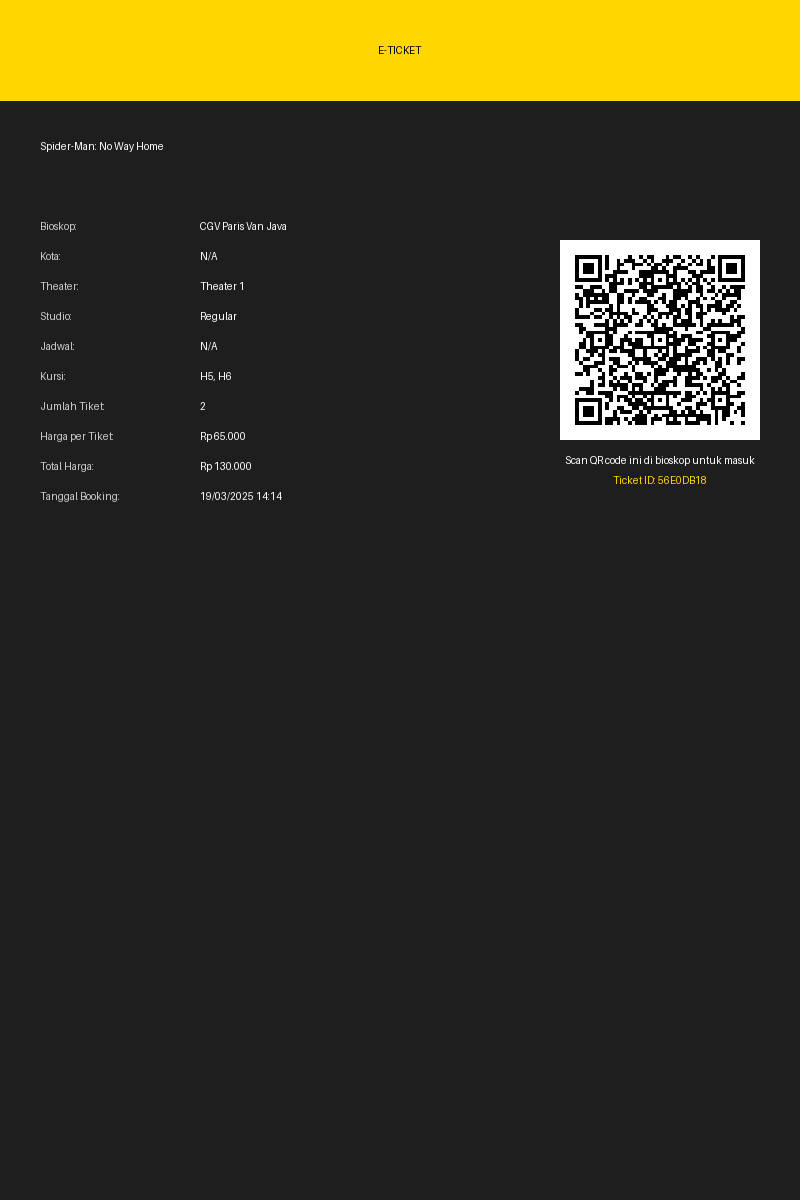 E-TICKET
Spider-Man: No Way Home
Bioskop: CGV Paris Van Java
Kota: N/A
Theater: Theater 1
Studio: Regular
Jadwal: N/A
Kursi: H5, H6
Jumlah Tiket: 2
Harga per Tiket: Rp 65.000
Total Harga: Rp 130.000
Tanggal Booking: 19/03/2025 14:14
Scan QR code ini di bioskop untuk masuk
Ticket ID: 56E0DB18